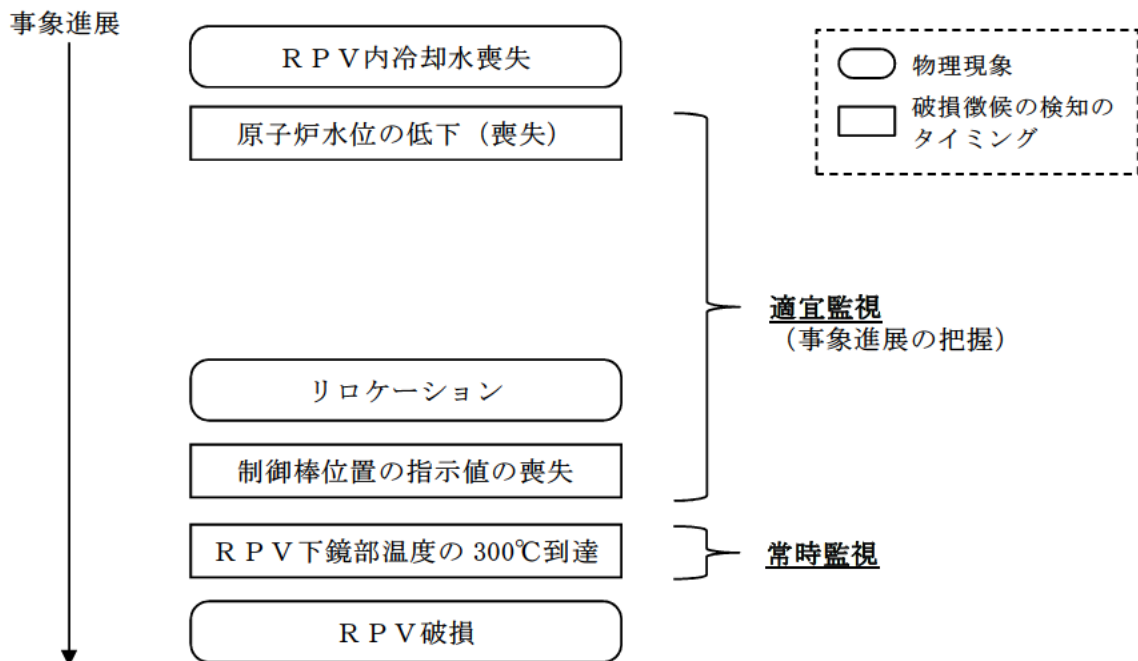 事象進展
RPV内冷却水喪失
原子炉水位の低下(喪失)
リロケーション
制御棒位置の指示値の喪失
RPV下鏡部温度の 300℃到達
RPV破損
適宜監視
(事象進展の把握)
常時監視
物理現象
破損徴候の検知の
タイミング